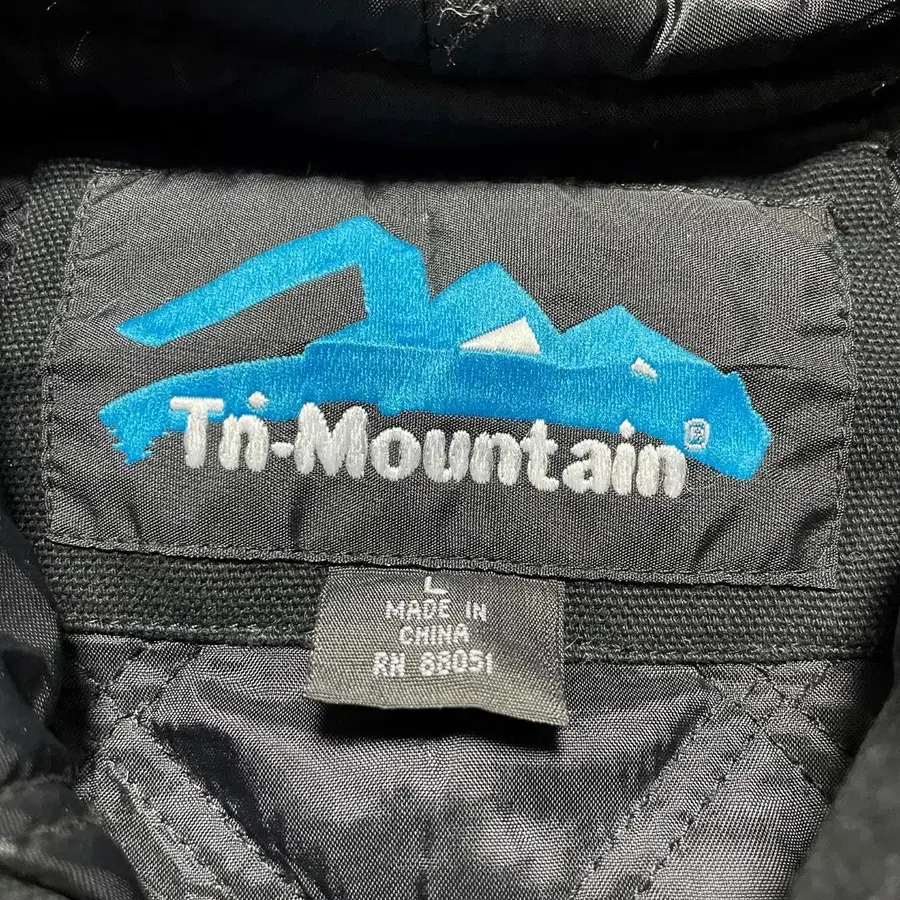 Tri-Mountain®
L
MADE IN
CHINA
RN 88051